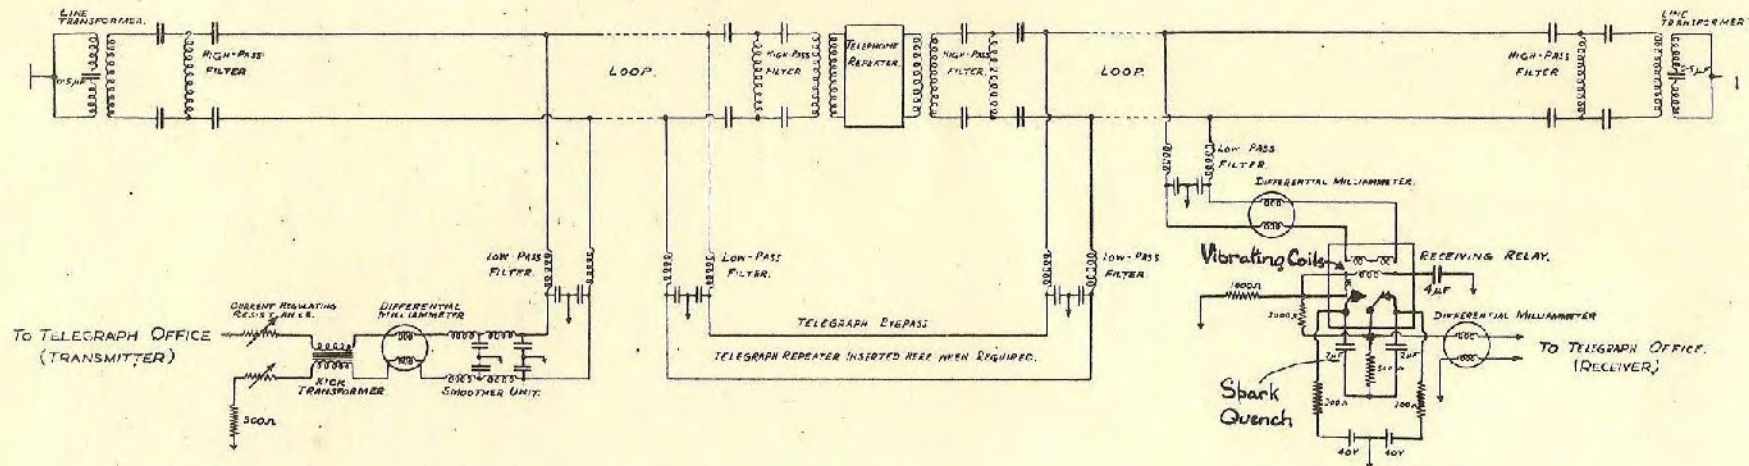 LINE
TRANSFORMER.
0·5µF
HIGH-PASS
FILTER
LOOP.
HIGH-PASS
FILTER
TELEPHONE
REPEATER.
HIGH-PASS
FILTER
LOOP.
HIGH-PASS
FILTER
LINE
TRANSFORMER
0·5µF
LOW-PASS
FILTER.
DIFFERENTIAL MILLIAMMETER.
LOW-PASS
FILTER.
LOW-PASS
FILTER.
LOW-PASS
FILTER.
Vibrating Coils
RECEIVING RELAY.
4µF
1000Ω
CURRENT REGULATING
RESISTANCE.
DIFFERENTIAL
MILLIAMMETER
TO TELEGRAPH OFFICE
(TRANSMITTER)
KICK
TRANSFORMER.
SMOOTHER UNIT.
500Ω
TELEGRAPH BYPASS
TELEGRAPH REPEATER INSERTED HERE WHEN REQUIRED.
DIFFERENTIAL MILLIAMMETER
2µF
2µF
TO TELEGRAPH OFFICE.
(RECEIVER)
Spark
Quench
200Ω
200Ω
40V
40V